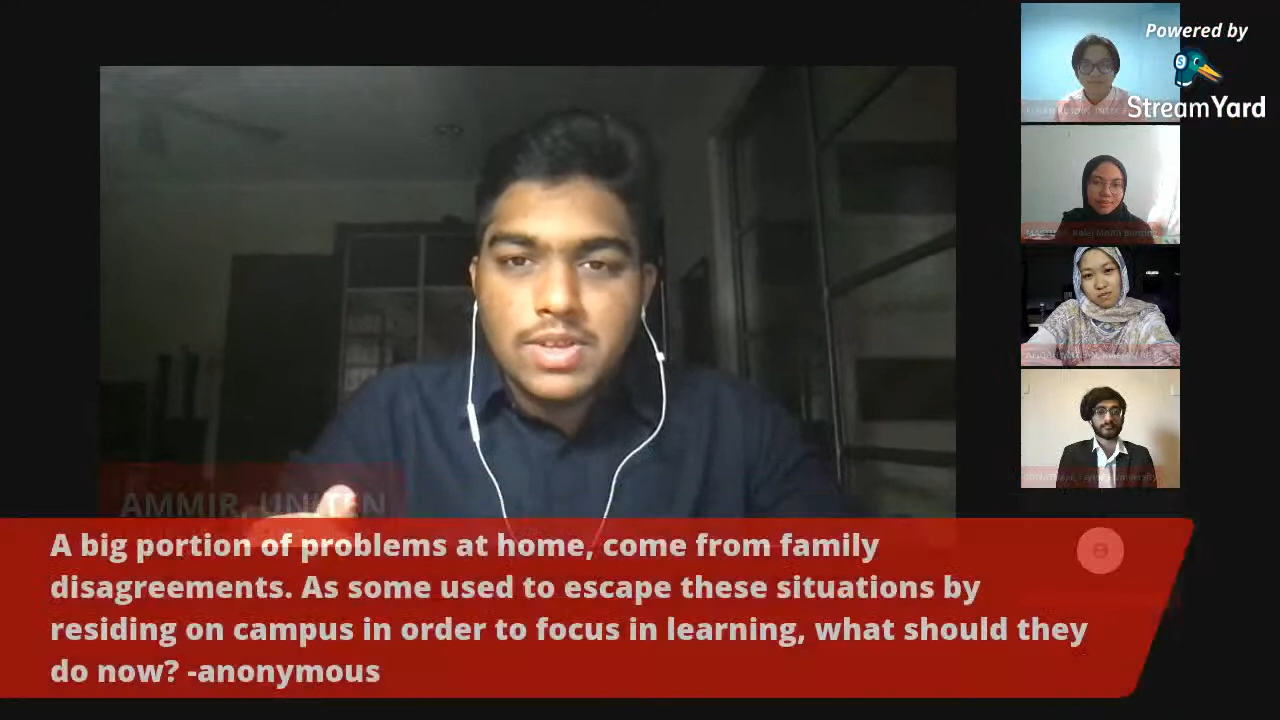 Powered by
StreamYard
AMMIR, UNITEN
A big portion of problems at home, come from family
disagreements. As some used to escape these situations by
residing on campus in order to focus in learning, what should they
do now? -anonymous